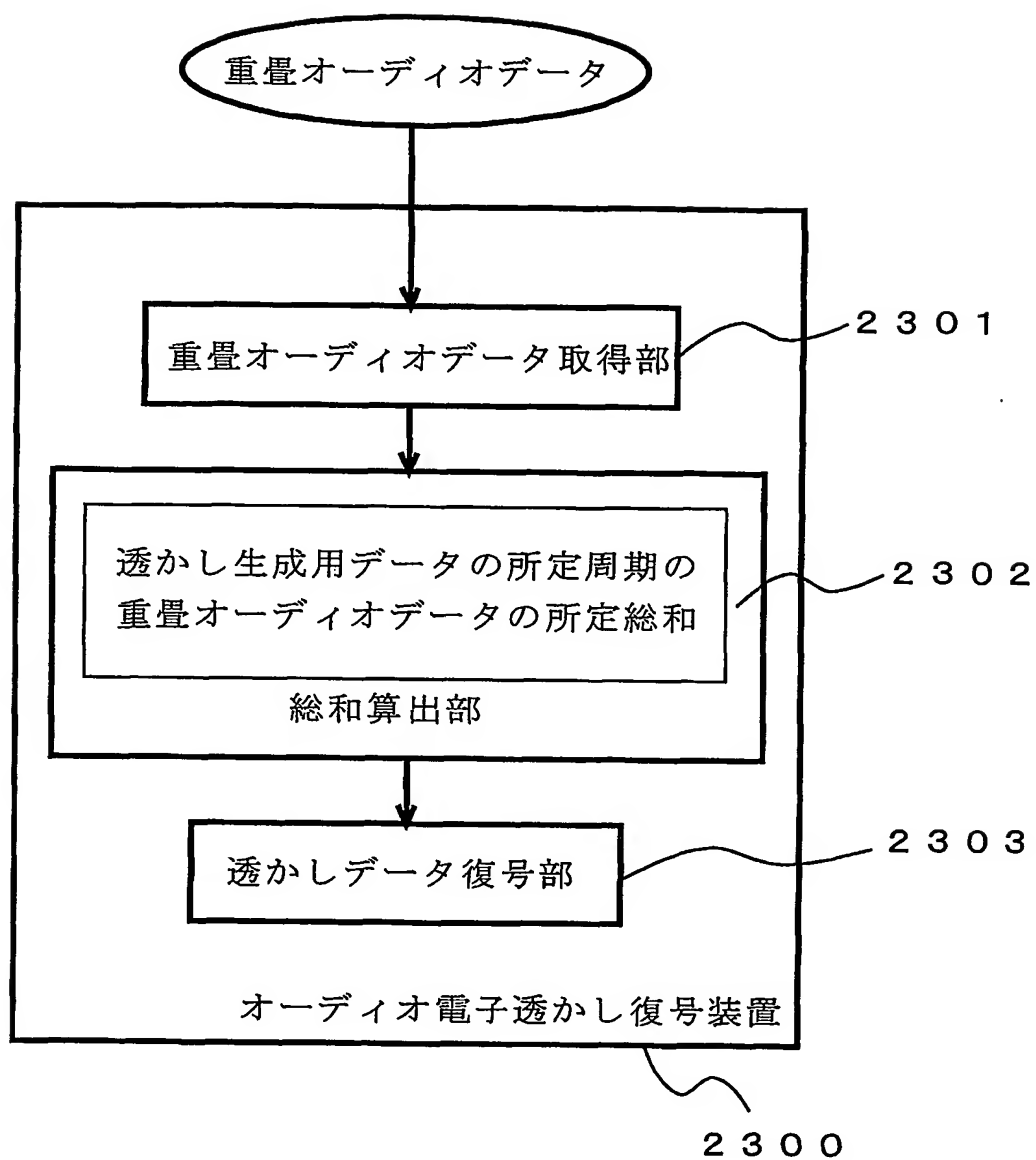 重畳オーディオデータ
2301
重畳オーディオデータ取得部
透かし生成用データの所定周期の
2302
重畳オーディオデータの所定総和
総和算出部
2303
透かしデータ復号部
オーディオ電子透かし復号装置
2300